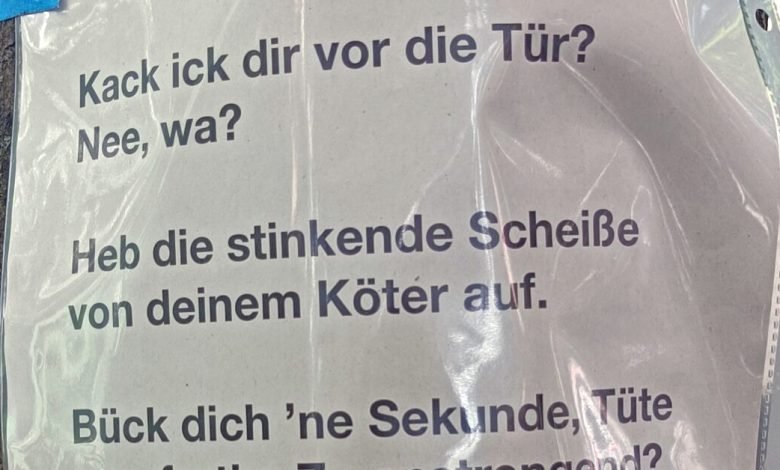 Kack ick dir vor die Tür?
Nee, wa?
Heb die stinkende Scheiße
von deinem Köter auf.
Bück dich ’ne Sekunde, Tüte